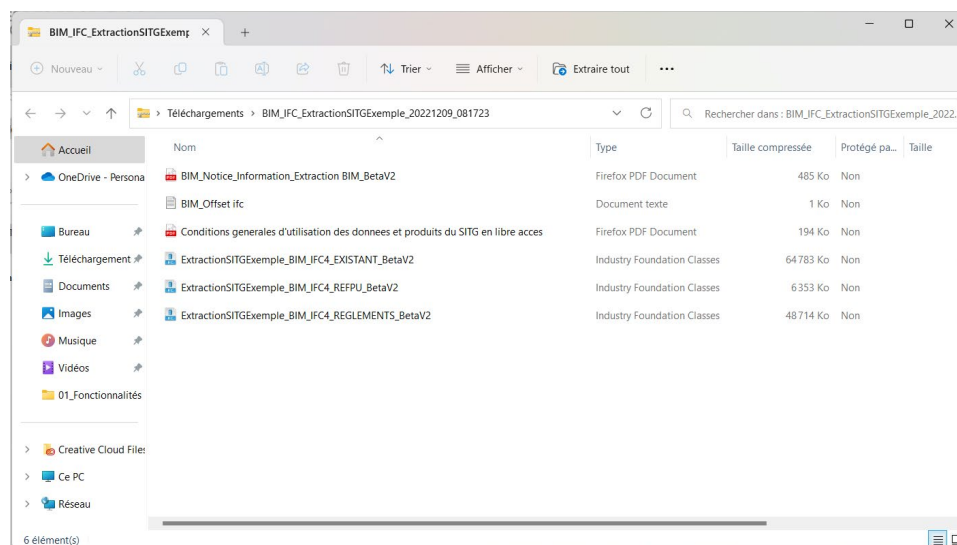 BIM_IFC_ExtractionSITGExemp
Nouveau
Trier
Afficher
Extraire tout
Téléchargements > BIM_IFC_ExtractionSITGExemple_20221209_081723
Rechercher dans : BIM_IFC_ExtractionSITGExemple_2022.
Accueil
OneDrive - Persona
Bureau
Téléchargement
Documents
Images
Musique
Vidéos
01_Fonctionnalités
Creative Cloud Files
Ce PC
Réseau
Nom Type Taille compressée Protégé pa... Taille
BIM_Notice_Information_Extraction BIM_BetaV2 Firefox PDF Document 485 Ko Non
BIM_Offset ifc Document texte 1 Ko Non
Conditions generales d'utilisation des donnees et produits du SITG en libre acces Firefox PDF Document 194 Ko Non
ExtractionSITGExemple_BIM_IFC4_EXISTANT_BetaV2 Industry Foundation Classes 64 783 Ko Non
ExtractionSITGExemple_BIM_IFC4_REFPU_BetaV2 Industry Foundation Classes 6 353 Ko Non
ExtractionSITGExemple_BIM_IFC4_REGLEMENTS_BetaV2 Industry Foundation Classes 48 714 Ko Non
6 élément(s)